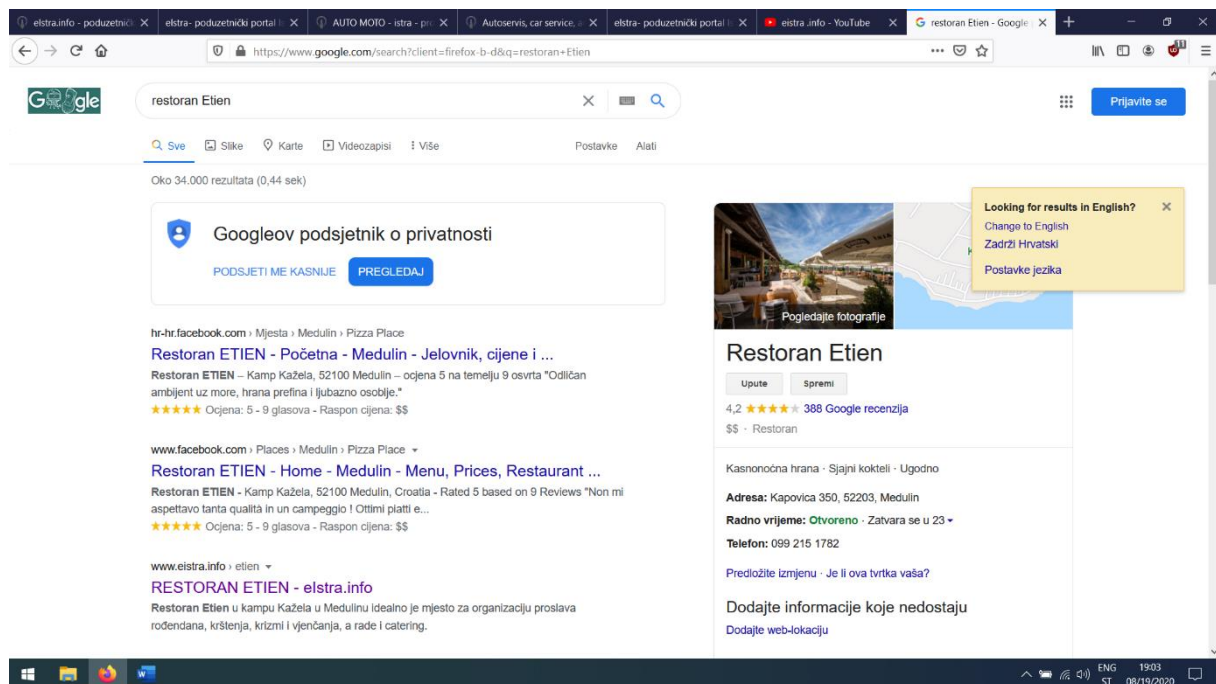 elstra.info - poduzetničk
elstra- poduzetnički portal Is
AUTO MOTO - istra - pro
Autoservis, car service, a
elstra- poduzetnički portal Is
eistra .info - YouTube
restoran Etien - Google
https://www.google.com/search?client=firefox-b-d&q=restoran+Etien
11
Google
restoran Etien
Prijavite se
Sve Slike Karte Videozapisi Više Postavke Alati
Oko 34.000 rezultata (0,44 sek)
Googleov podsjetnik o privatnosti
PODSJETI ME KASNIJE PREGLEDAJ
hr-hr.facebook.com › Mjesta › Medulin › Pizza Place
Restoran ETIEN - Početna - Medulin - Jelovnik, cijene i ...
Restoran ETIEN – Kamp Kažela, 52100 Medulin – ocjena 5 na temelju 9 osvrta "Odličan
ambijent uz more, hrana prefina i ljubazno osoblje."
★★★★★ Ocjena: 5 - 9 glasova - Raspon cijena: $$
www.facebook.com › Places › Medulin › Pizza Place
Restoran ETIEN - Home - Medulin - Menu, Prices, Restaurant ...
Restoran ETIEN - Kamp Kažela, 52100 Medulin, Croatia - Rated 5 based on 9 Reviews "Non mi
aspettavo tanta qualità in un campeggio ! Ottimi piatti e...
★★★★★ Ocjena: 5 - 9 glasova - Raspon cijena: $$
www.eistra.info › etien
RESTORAN ETIEN - elstra.info
Restoran Etien u kampu Kažela u Medulinu idealno je mjesto za organizaciju proslava
rođendana, krštenja, krizmi i vjenčanja, a rade i catering.
Looking for results in English?
Change to English
Zadrži Hrvatski
Postavke jezika
Pogledajte fotografije
Restoran Etien
Upute Spremi
4,2 ★★★★★ 388 Google recenzija
$$ · Restoran
Kasnonoćna hrana · Sjajni kokteli · Ugodno
Adresa: Kapovica 350, 52203, Medulin
Radno vrijeme: Otvoreno · Zatvara se u 23
Telefon: 099 215 1782
Predložite izmjenu · Je li ova tvrtka vaša?
Dodajte informacije koje nedostaju
Dodajte web-lokaciju
ENG 19:03
ST 08/19/2020